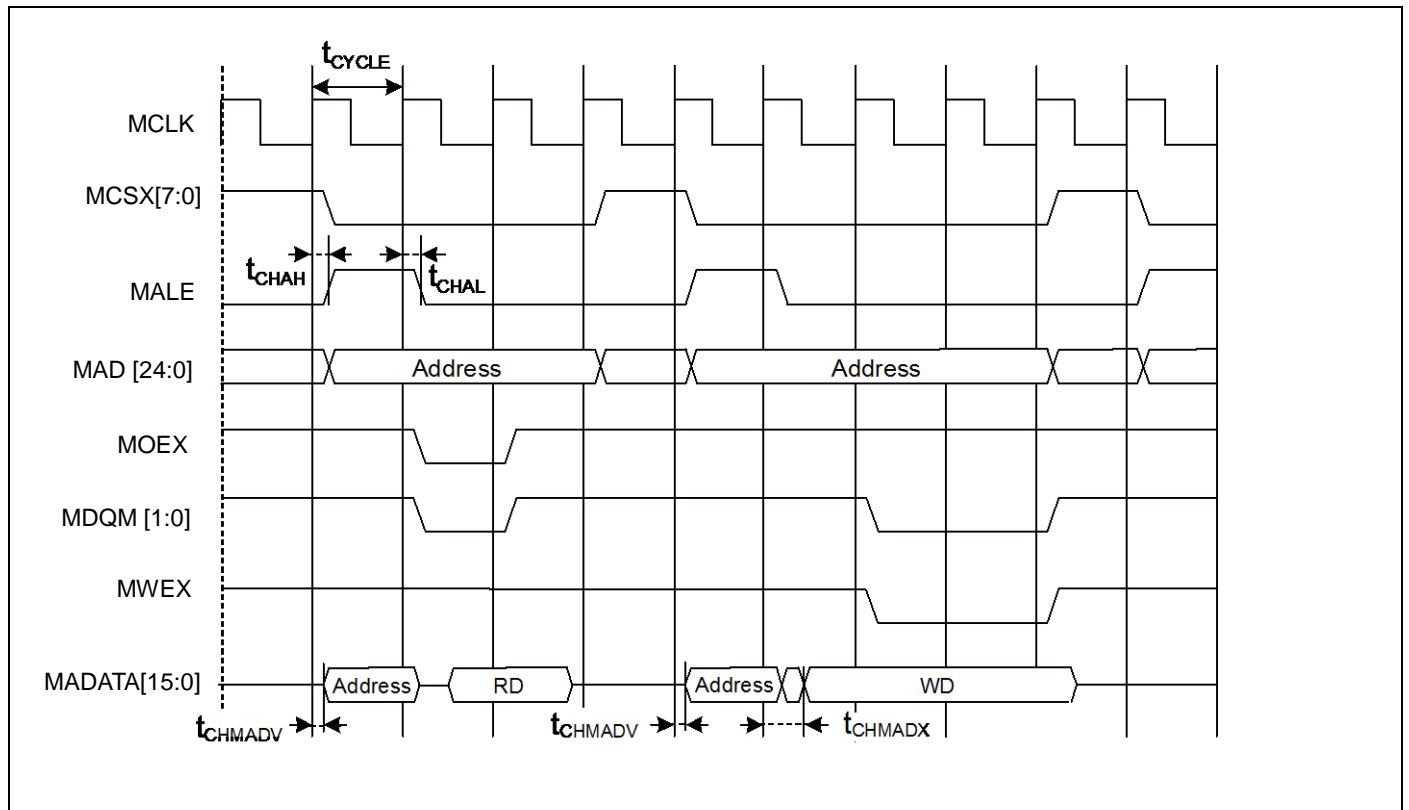 tCYCLE
MCLK
MCSX[7:0]
tCHAH
tCHAL
MALE
MAD [24:0]
Address
Address
MOEX
MDQM [1:0]
MWEX
MADATA[15:0]
Address
RD
Address
WD
tCHMADV
tCHMADV
tCHMADX